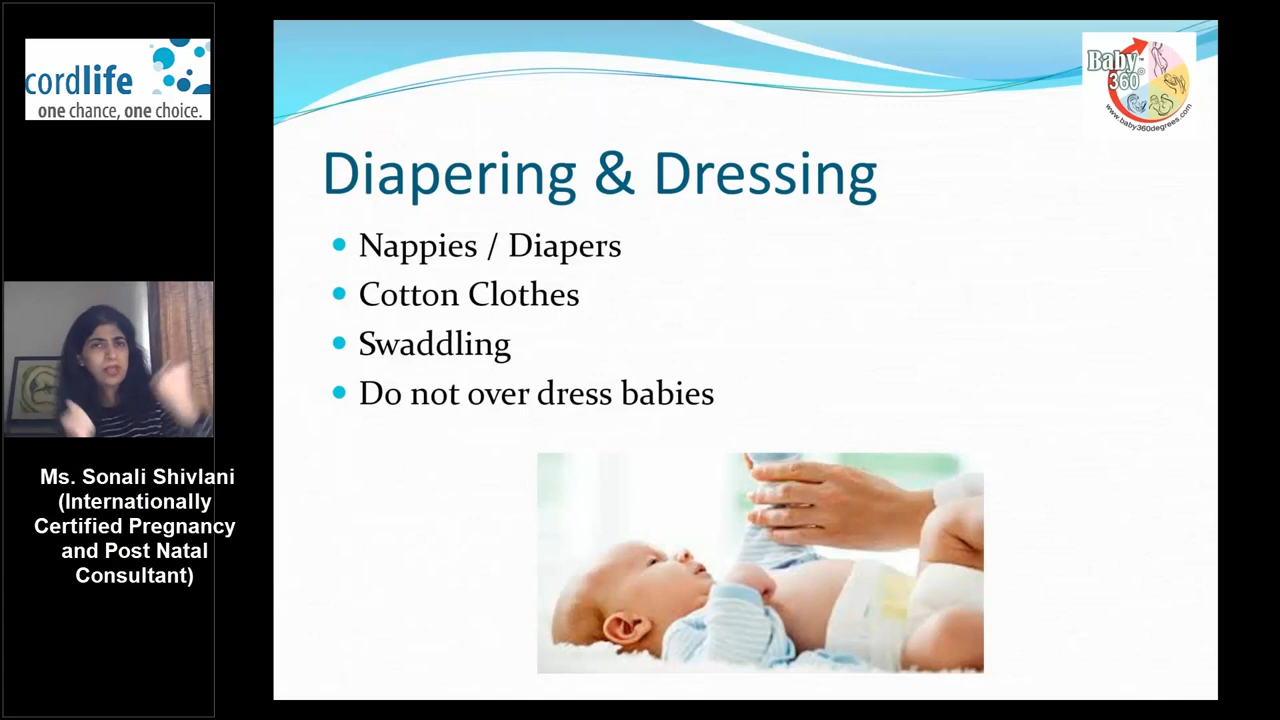 cordlife
one chance, one choice.
Ms. Sonali Shivlani
(Internationally
Certified Pregnancy
and Post Natal
Consultant)
Baby
360°
www.baby360degrees.com
Diapering & Dressing
Nappies / Diapers
Cotton Clothes
Swaddling
Do not over dress babies